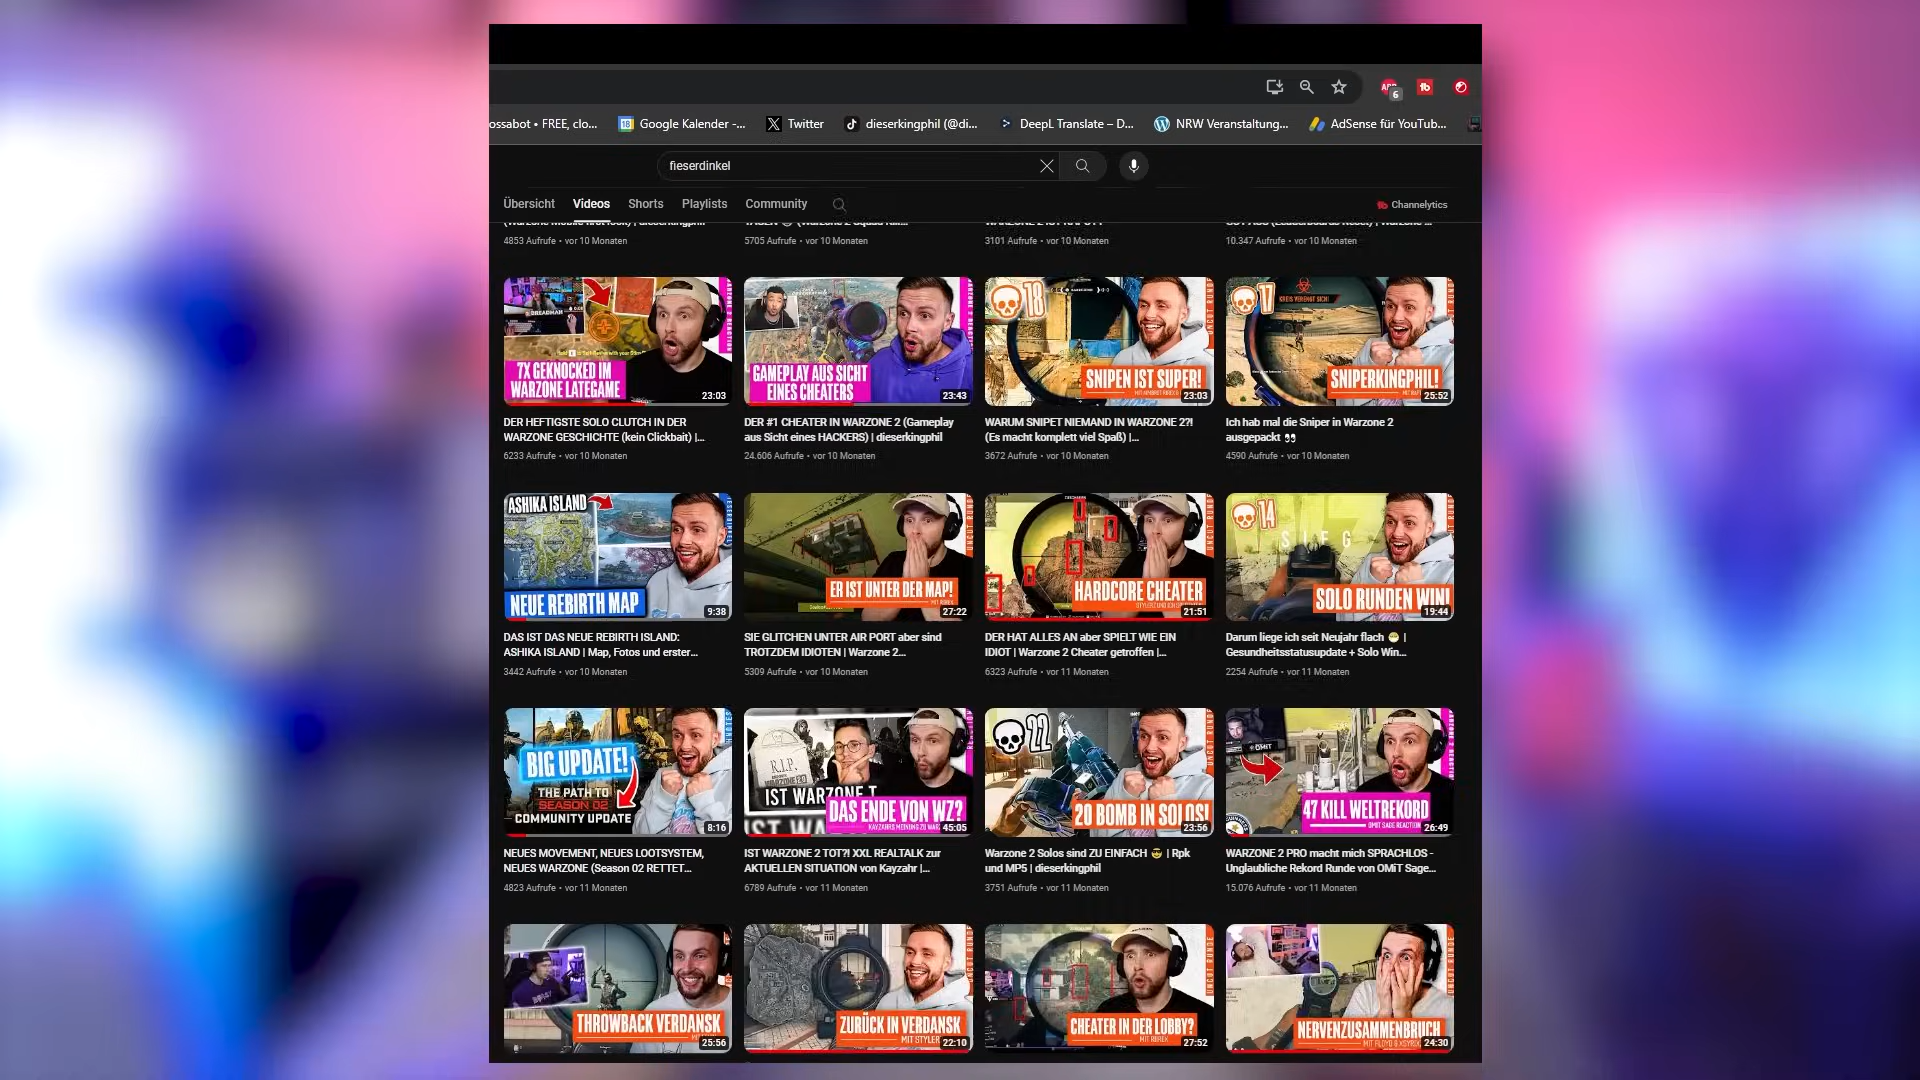 6
ossabot • FREE, clo...
Google Kalender -...
Twitter
dieserkingphil (@di...
DeepL Translate – D...
NRW Veranstaltung...
AdSense für YouTub...
fieserdinkel
Übersicht
Videos
Shorts
Playlists
Community
Channelytics
4853 Aufrufe • vor 10 Monaten
5705 Aufrufe • vor 10 Monaten
3101 Aufrufe • vor 10 Monaten
10.347 Aufrufe • vor 10 Monaten
7X GEKNOCKED IM
WARZONE LATEGAME
23:03
GAMEPLAY AUS SICHT
EINES CHEATERS
23:43
18
SNIPEN IST SUPER!
23:03
17
KREIS VERENGT SICH!
SNIPERKINGPHIL!
25:52
DER HEFTIGSTE SOLO CLUTCH IN DER
WARZONE GESCHICHTE (kein Clickbait) |...
6233 Aufrufe • vor 10 Monaten
DER #1 CHEATER IN WARZONE 2 (Gameplay
aus Sicht eines HACKERS) | dieserkingphil
24.606 Aufrufe • vor 10 Monaten
WARUM SNIPET NIEMAND IN WARZONE 2?!
(Es macht komplett viel Spaß) |...
3672 Aufrufe • vor 10 Monaten
Ich hab mal die Sniper in Warzone 2
ausgepackt 👀
4590 Aufrufe • vor 10 Monaten
ASHIKA ISLAND
NEUE REBIRTH MAP
9:38
ER IST UNTER DER MAP!
27:22
HARDCORE CHEATER
21:51
14
SIEG
SOLO RUNDEN WIN!
19:44
DAS IST DAS NEUE REBIRTH ISLAND:
ASHIKA ISLAND | Map, Fotos und erster...
3442 Aufrufe • vor 10 Monaten
SIE GLITCHEN UNTER AIR PORT aber sind
TROTZDEM IDIOTEN | Warzone 2...
5309 Aufrufe • vor 10 Monaten
DER HAT ALLES AN aber SPIELT WIE EIN
IDIOT | Warzone 2 Cheater getroffen |...
6323 Aufrufe • vor 11 Monaten
Darum liege ich seit Neujahr flach 😷 |
Gesundheitsstatusupdate + Solo Win...
2254 Aufrufe • vor 11 Monaten
BIG UPDATE!
THE PATH TO
SEASON 02
COMMUNITY UPDATE
8:16
R.I.P.
IST WARZONE T
DAS ENDE VON WZ?
IST WA
45:05
22
20 BOMB IN SOLOS!
23:56
OMIT
47 KILL WELTREKORD
OMIT SAGE REACTION
26:49
NEUES MOVEMENT, NEUES LOOTSYSTEM,
NEUES WARZONE (Season 02 RETTET...
4823 Aufrufe • vor 11 Monaten
IST WARZONE 2 TOT?! XXL REALTALK zur
AKTUELLEN SITUATION von Kayzahr |...
6789 Aufrufe • vor 11 Monaten
Warzone 2 Solos sind ZU EINFACH 😎 | Rpk
und MP5 | dieserkingphil
3751 Aufrufe • vor 11 Monaten
WARZONE 2 PRO macht mich SPRACHLOS -
Unglaubliche Rekord Runde von OMiT Sage...
15.076 Aufrufe • vor 11 Monaten
THROWBACK VERDANSK
25:56
ZURÜCK IN VERDANSK
MIT STYLER
22:10
CHEATER IN DER LOBBY?
27:52
NERVENZUSAMMENBRUCH
24:30